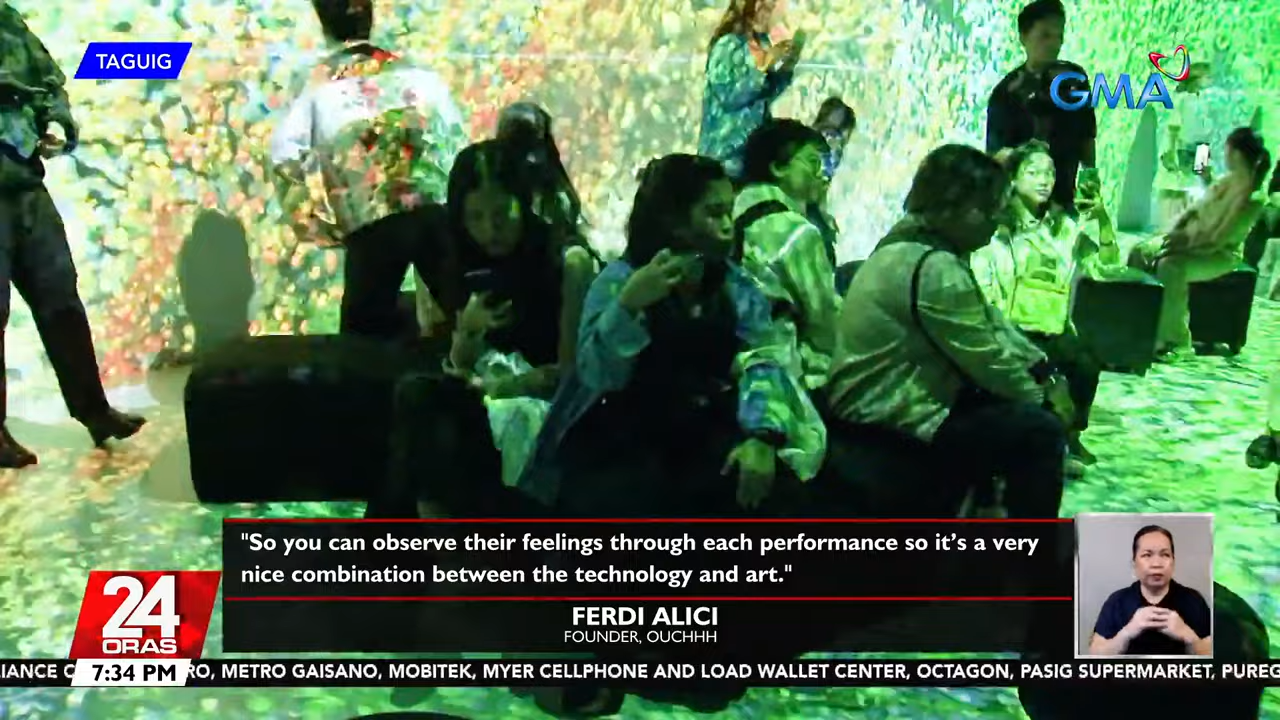 TAGUIG
GMA
"So you can observe their feelings through each performance so it's a very
nice combination between the technology and art."
FERDI ALICI
FOUNDER, OUCHHH
24
ORAS
7:34 PM
RO, METRO GAISANO, MOBITEK, MYER CELLPHONE AND LOAD WALLET CENTER, OCTAGON, PASIG SUPERMARKET,